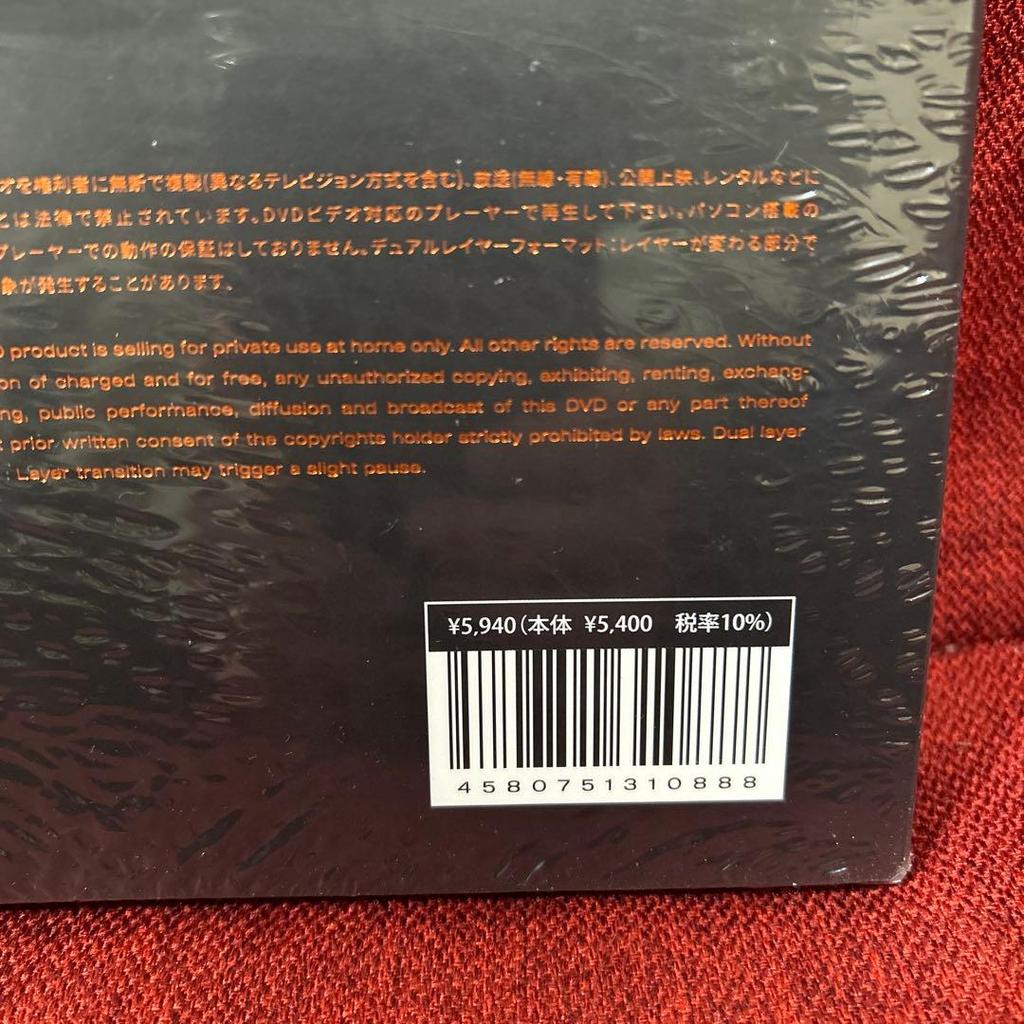 オを権利者に無断で複製(異なるテレビジョン方式を含む)、放送(無線・有線)、公開上映、レンタルなどに
とは法律で禁止されています。DVDビデオ対応のプレーヤーで再生して下さい。パソコン搭載の
プレーヤーでの動作の保証はしておりません。デュアルレイヤーフォーマット:レイヤーが変わる部分で
象が発生することがあります。
D product is selling for private use at home only. All other rights are reserved. Without
on of charged and for free, any unauthorized copying, exhibiting, renting, exchang-
ng, public performance, diffusion and broadcast of this DVD or any part thereof
t prior written consent of the copyrights holder strictly prohibited by laws. Dual layer
: Layer transition may trigger a slight pause.
¥5,940(本体 ¥5,400 税率10%)
4580751310888